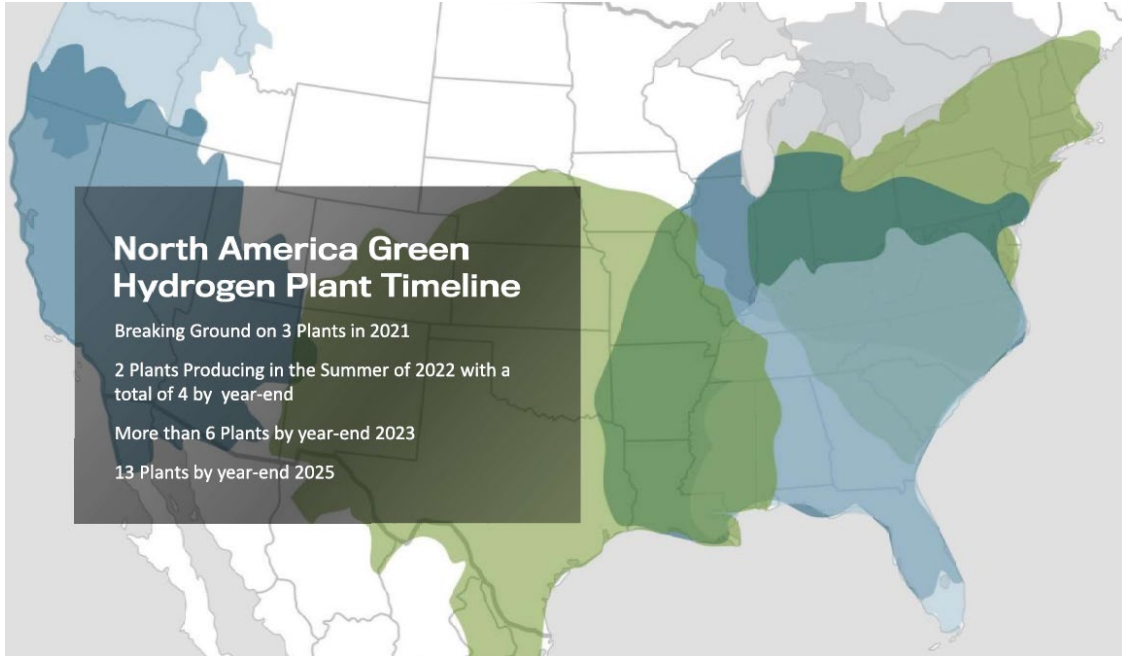 North America Green
Hydrogen Plant Timeline
Breaking Ground on 3 Plants in 2021
2 Plants Producing in the Summer of 2022 with a
total of 4 by  year-end
More than 6 Plants by year-end 2023
13 Plants by year-end 2025